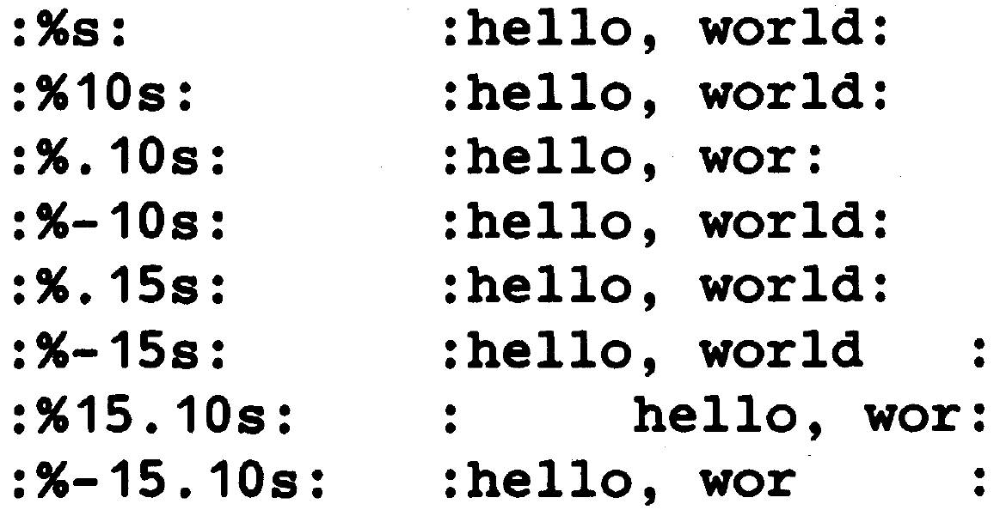 :%s:          :hello, world:
:%10s:        :hello, world:
:%.10s:       :hello, wor:
:%-10s:       :hello, world:
:%.15s:       :hello, world:
:%-15s:       :hello, world   :
:%15.10s:     :     hello, wor:
:%-15.10s:    :hello, wor     :